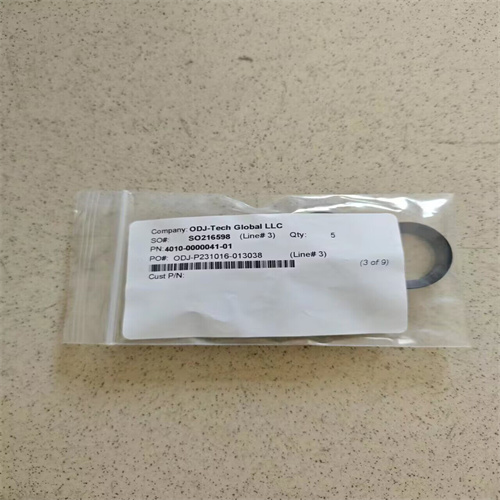 Company: ODJ-Tech Global LLC
SO#: SO216598 (Line# 3) Qty: 5
PN: 4010-0000041-01
PO#: ODJ-P231016-013038 (Line# 3)
(3 of 9)
Cust P/N: